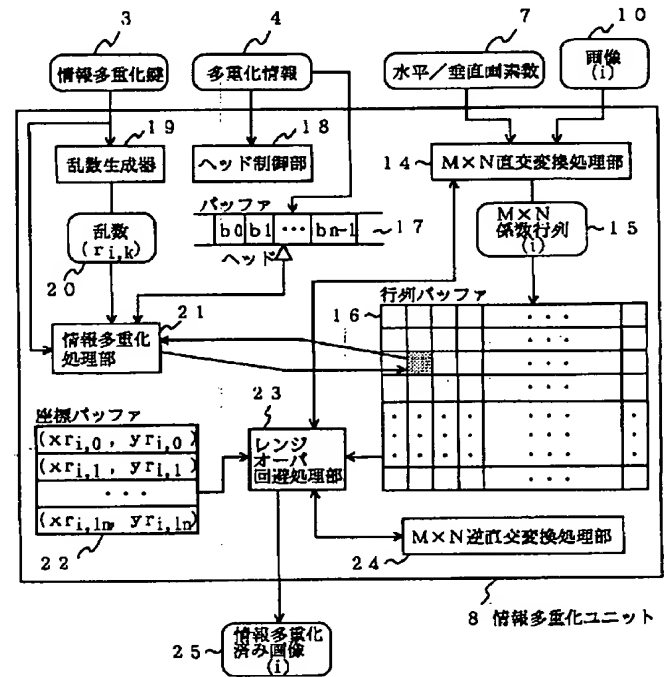 3
4
7
10
情報多重化鍵
多重化情報
水平／垂直画素数
画像
(i)
19
18
14
乱数生成器
ヘッド制御部
M×N直交変換処理部
バッファ
b0 b1 ... bn-1
17
ヘッド
乱数
(ri,k)
20
M×N
係数行列
(i)
15
21
16
行列バッファ
情報多重化
処理部
座標バッファ
(xri,0, yri,0)
(xri,1, yri,1)
...
(xri,ln, yri,ln)
22
23
レンジ
オーバ
回避処理部
M×N逆直交変換処理部
24
8 情報多重化ユニット
25
情報多重化
済み画像
(i)